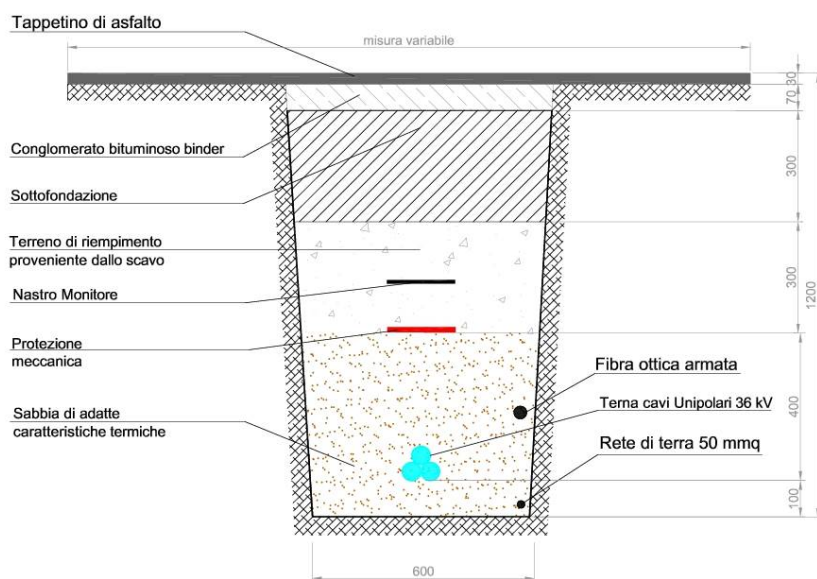 Tappetino di asfalto
misura variabile
30
70
Conglomerato bituminoso binder
300
Sottofondazione
Terreno di riempimento
proveniente dallo scavo
300
1200
Nastro Monitore
Protezione
meccanica
Fibra ottica armata
Terna cavi Unipolari 36 kV
400
Sabbia di adatte
caratteristiche termiche
Rete di terra 50 mmq
100
600